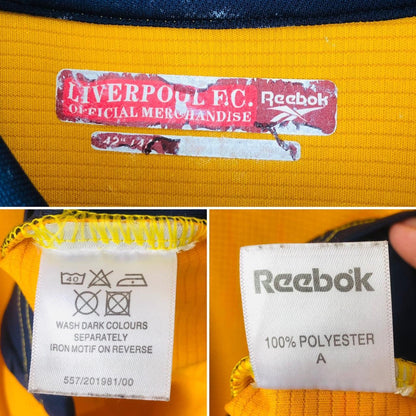 LIVERPOOL F.C.
OFFICIAL MERCHANDISE
Reebok
40
WASH DARK COLOURS
SEPARATELY
IRON MOTIF ON REVERSE
557/201981/00
Reebok
100% POLYESTER
A